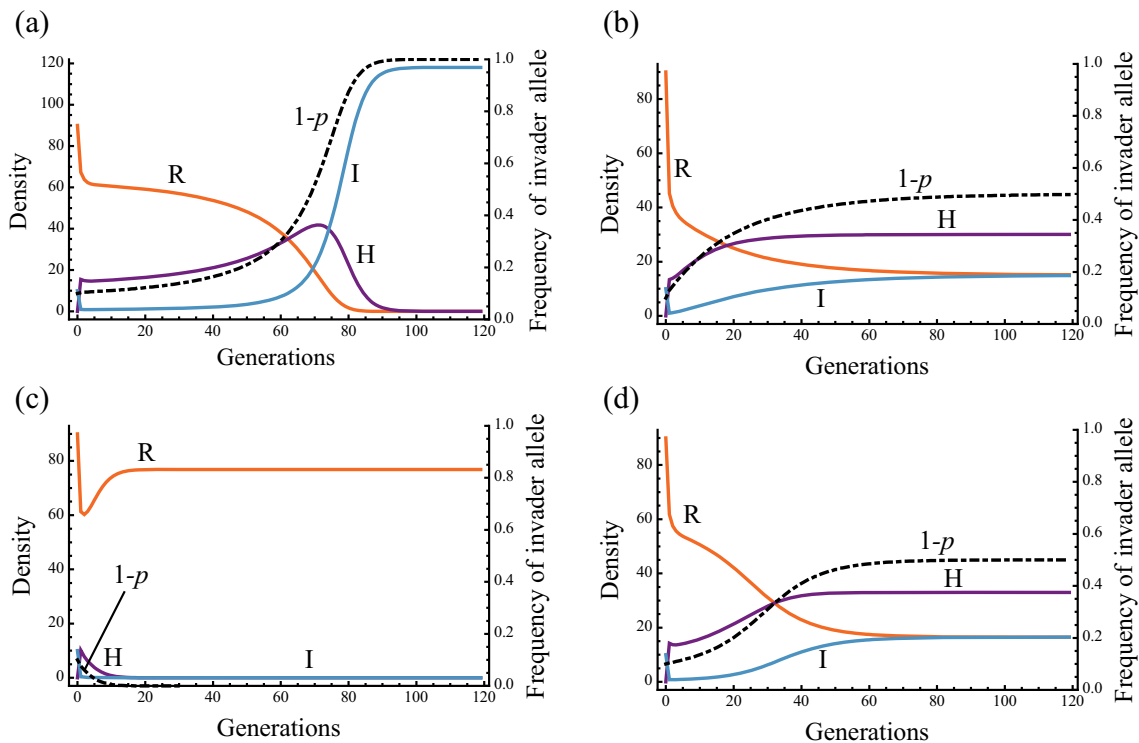 (a)
120
100
80
60
40
20
0
Density
R
1-p
I
H
1.0
0.8
0.6
0.4
0.2
0.0
Frequency of invader allele
0 20 40 60 80 100 120
Generations
(b)
80
60
40
20
0
Density
R
1-p
H
I
1.0
0.8
0.6
0.4
0.2
0.0
Frequency of invader allele
0 20 40 60 80 100 120
Generations
(c)
80
60
40
20
0
Density
R
1-p
H
I
1.0
0.8
0.6
0.4
0.2
0.0
Frequency of invader allele
0 20 40 60 80 100 120
Generations
(d)
80
60
40
20
0
Density
R
1-p
H
I
1.0
0.8
0.6
0.4
0.2
0.0
Frequency of invader allele
0 20 40 60 80 100 120
Generations